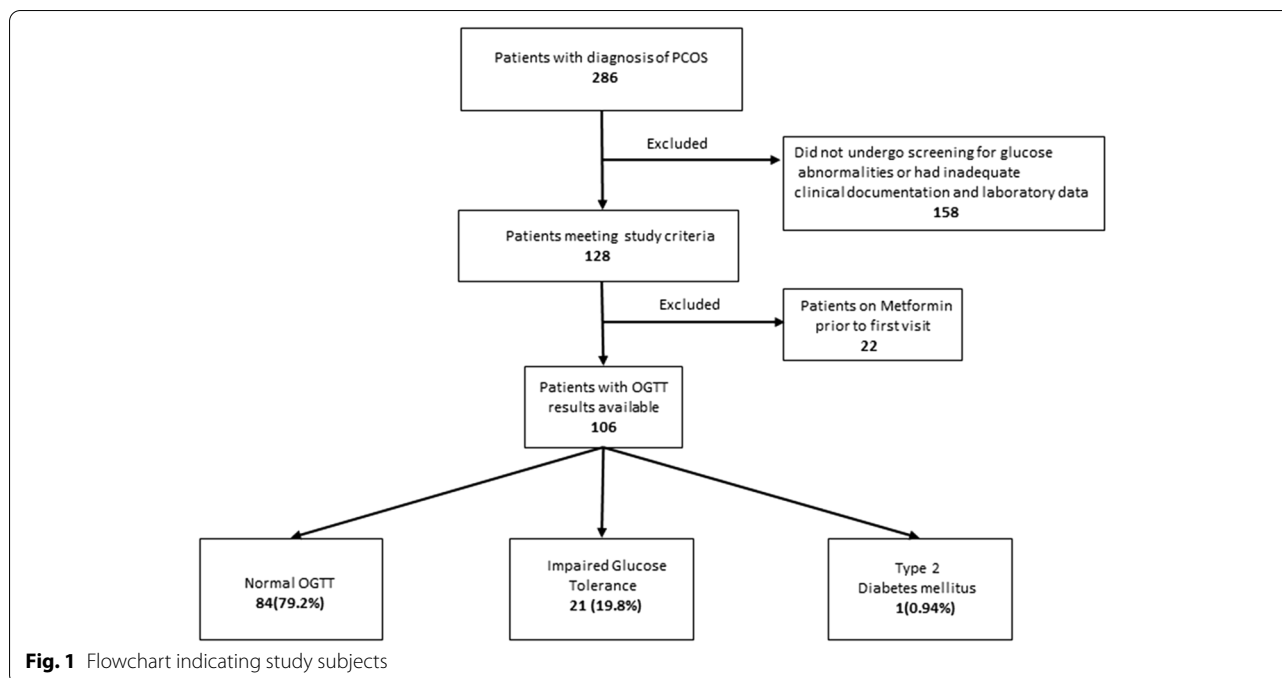 Patients with diagnosis of PCOS
286
Excluded
Did not undergo screening for glucose
abnormalities or had inadequate
clinical documentation and laboratory data
158
Patients meeting study criteria
128
Excluded
Patients on Metformin
prior to first visit
22
Patients with OGTT
results available
106
Normal OGTT
84(79.2%)
Impaired Glucose
Tolerance
21 (19.8%)
Type 2
Diabetes mellitus
1(0.94%)
Fig. 1 Flowchart indicating study subjects